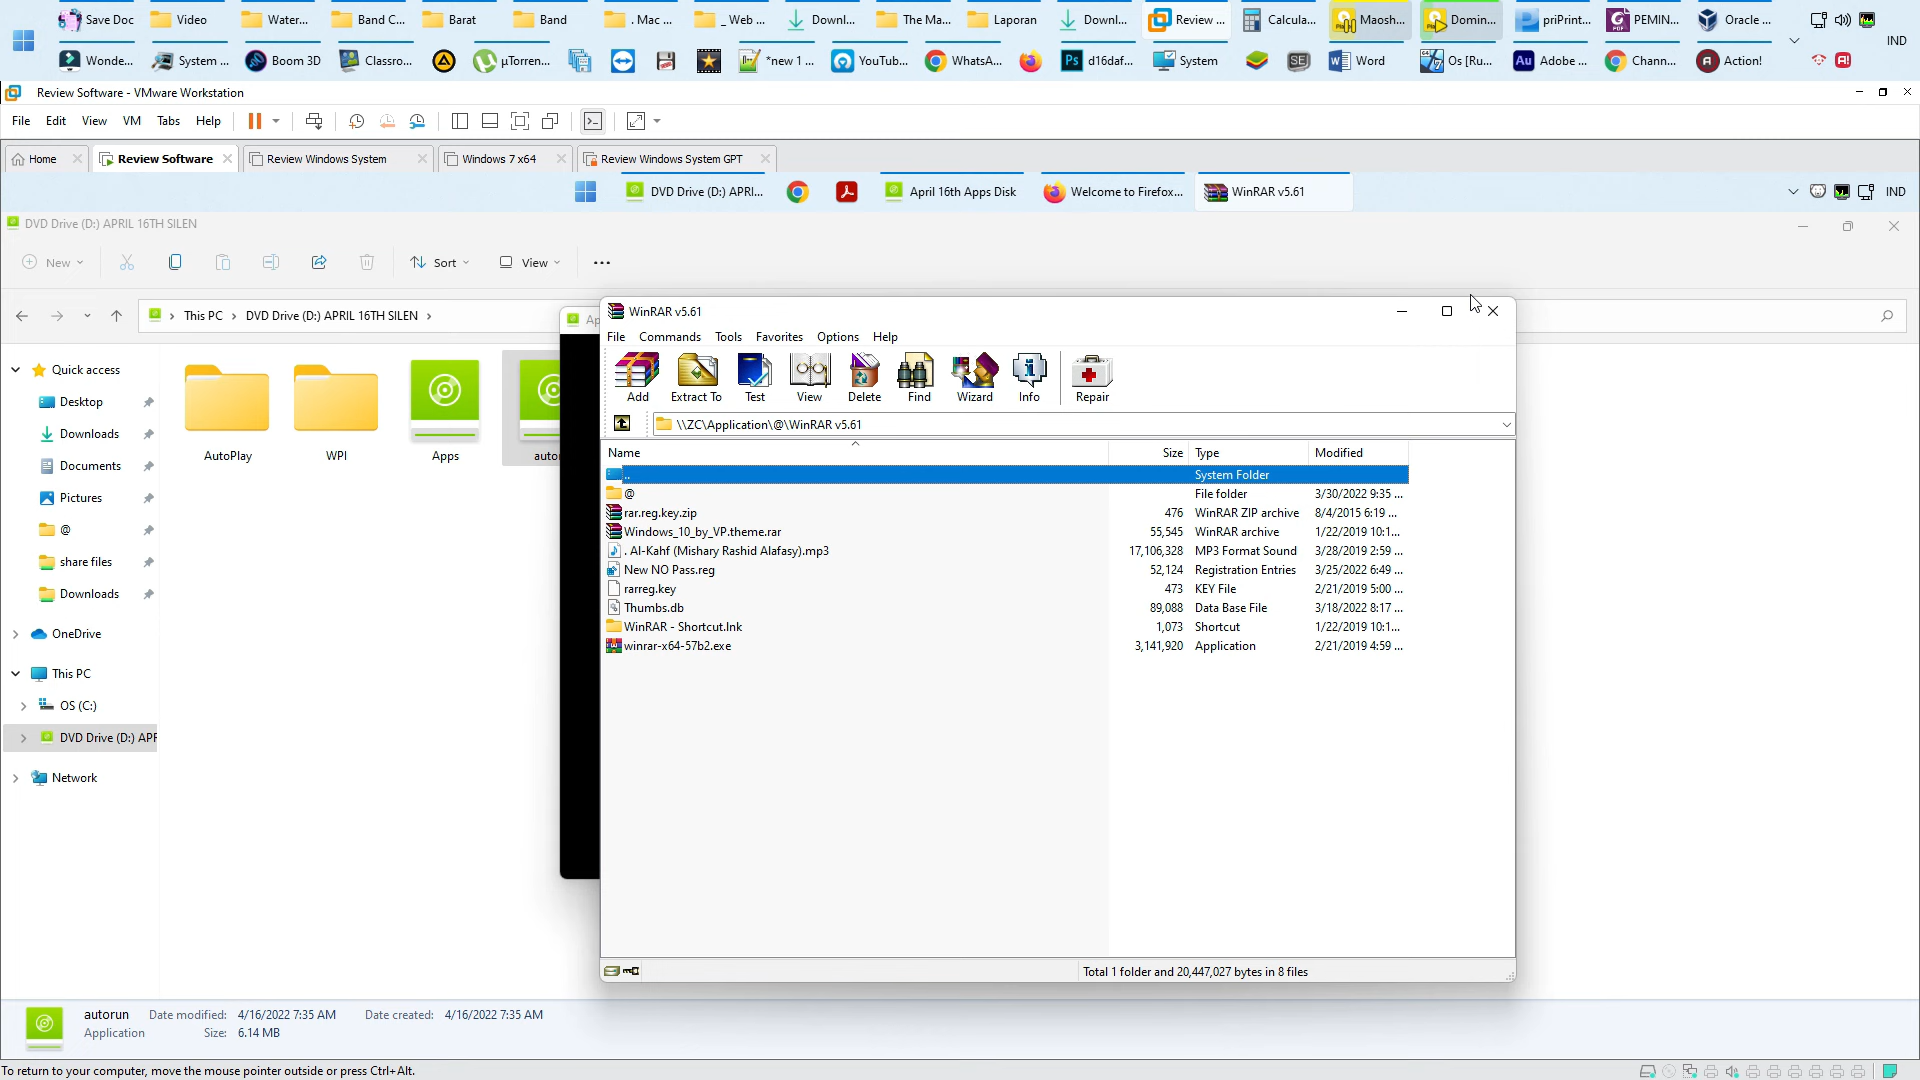 Save Doc
Video
Water...
Band C...
Barat
Band
. Mac ...
_ Web ...
Downl...
The Ma...
Laporan
Downl...
Review ...
Calcula...
Maosh...
Domin...
priPrint...
PEMIN...
Oracle ...
IND
Wonde...
System ...
Boom 3D
Classro...
µTorren...
*new 1 ...
YouTub...
WhatsA...
Ps
d16daf...
System
SE
Word
Os [Ru...
Au
Adobe ...
Chann...
Action!
Review Software - VMware Workstation
File Edit View VM Tabs Help
Home
Review Software
Review Windows System
Windows 7 x64
Review Windows System GPT
DVD Drive (D:) APRI...
April 16th Apps Disk
Welcome to Firefox...
WinRAR v5.61
IND
DVD Drive (D:) APRIL 16TH SILEN
New
Sort
View
This PC > DVD Drive (D:) APRIL 16TH SILEN >
Quick access
Desktop
Downloads
Documents
Pictures
@
share files
Downloads
OneDrive
This PC
OS (C:)
DVD Drive (D:) APR
Network
AutoPlay
WPI
Apps
autor
Ap
WinRAR v5.61
File Commands Tools Favorites Options Help
Add
Extract To
Test
View
Delete
Find
Wizard
Info
Repair
\\ZC\Application\@\WinRAR v5.61
Name Size Type Modified
.. System Folder
@ File folder 3/30/2022 9:35 ...
rar.reg.key.zip 476 WinRAR ZIP archive 8/4/2015 6:19 ...
Windows_10_by_VP.theme.rar 55,545 WinRAR archive 1/22/2019 10:1...
. Al-Kahf (Mishary Rashid Alafasy).mp3 17,106,328 MP3 Format Sound 3/28/2019 2:59 ...
New NO Pass.reg 52,124 Registration Entries 3/25/2022 6:49 ...
rarreg.key 473 KEY File 2/21/2019 5:00 ...
Thumbs.db 89,088 Data Base File 3/18/2022 8:17 ...
WinRAR - Shortcut.lnk 1,073 Shortcut 1/22/2019 10:1...
winrar-x64-57b2.exe 3,141,920 Application 2/21/2019 4:59 ...
Total 1 folder and 20,447,027 bytes in 8 files
autorun Date modified: 4/16/2022 7:35 AM Date created: 4/16/2022 7:35 AM
Application Size: 6.14 MB
To return to your computer, move the mouse pointer outside or press Ctrl+Alt.